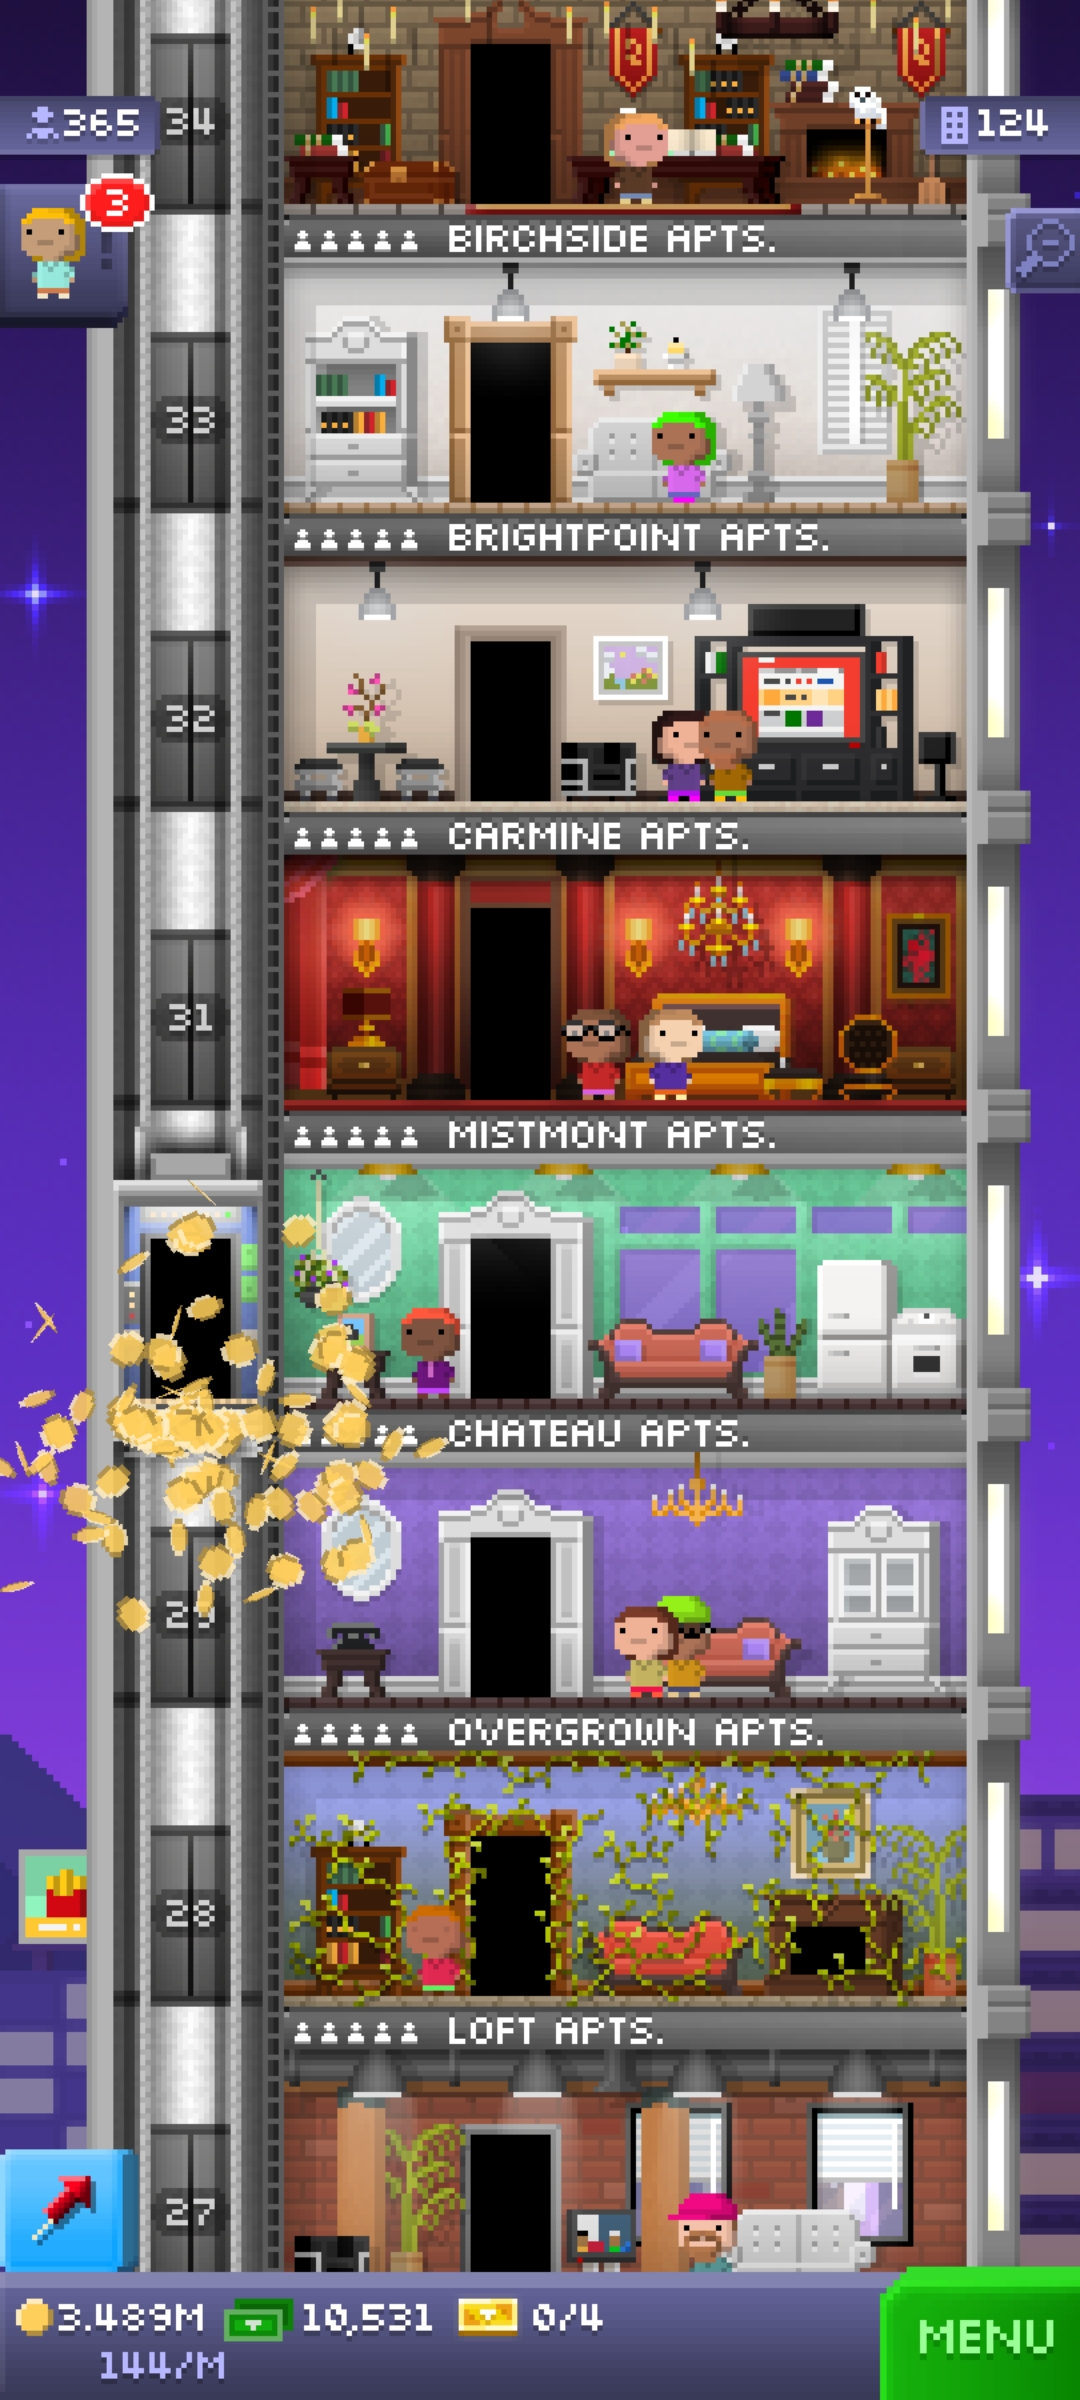 365
34
124
3
BIRCHSIDE APTS.
33
BRIGHTPOINT APTS.
32
CARMINE APTS.
31
MISTMONT APTS.
CHATEAU APTS.
29
OVERGROWN APTS.
28
LOFT APTS.
27
3.489M
10,531
0/4
144/M
MENU